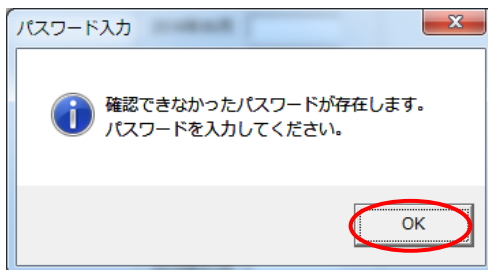 パスワード入力
確認できなかったパスワードが存在します。
パスワードを入力してください。
OK